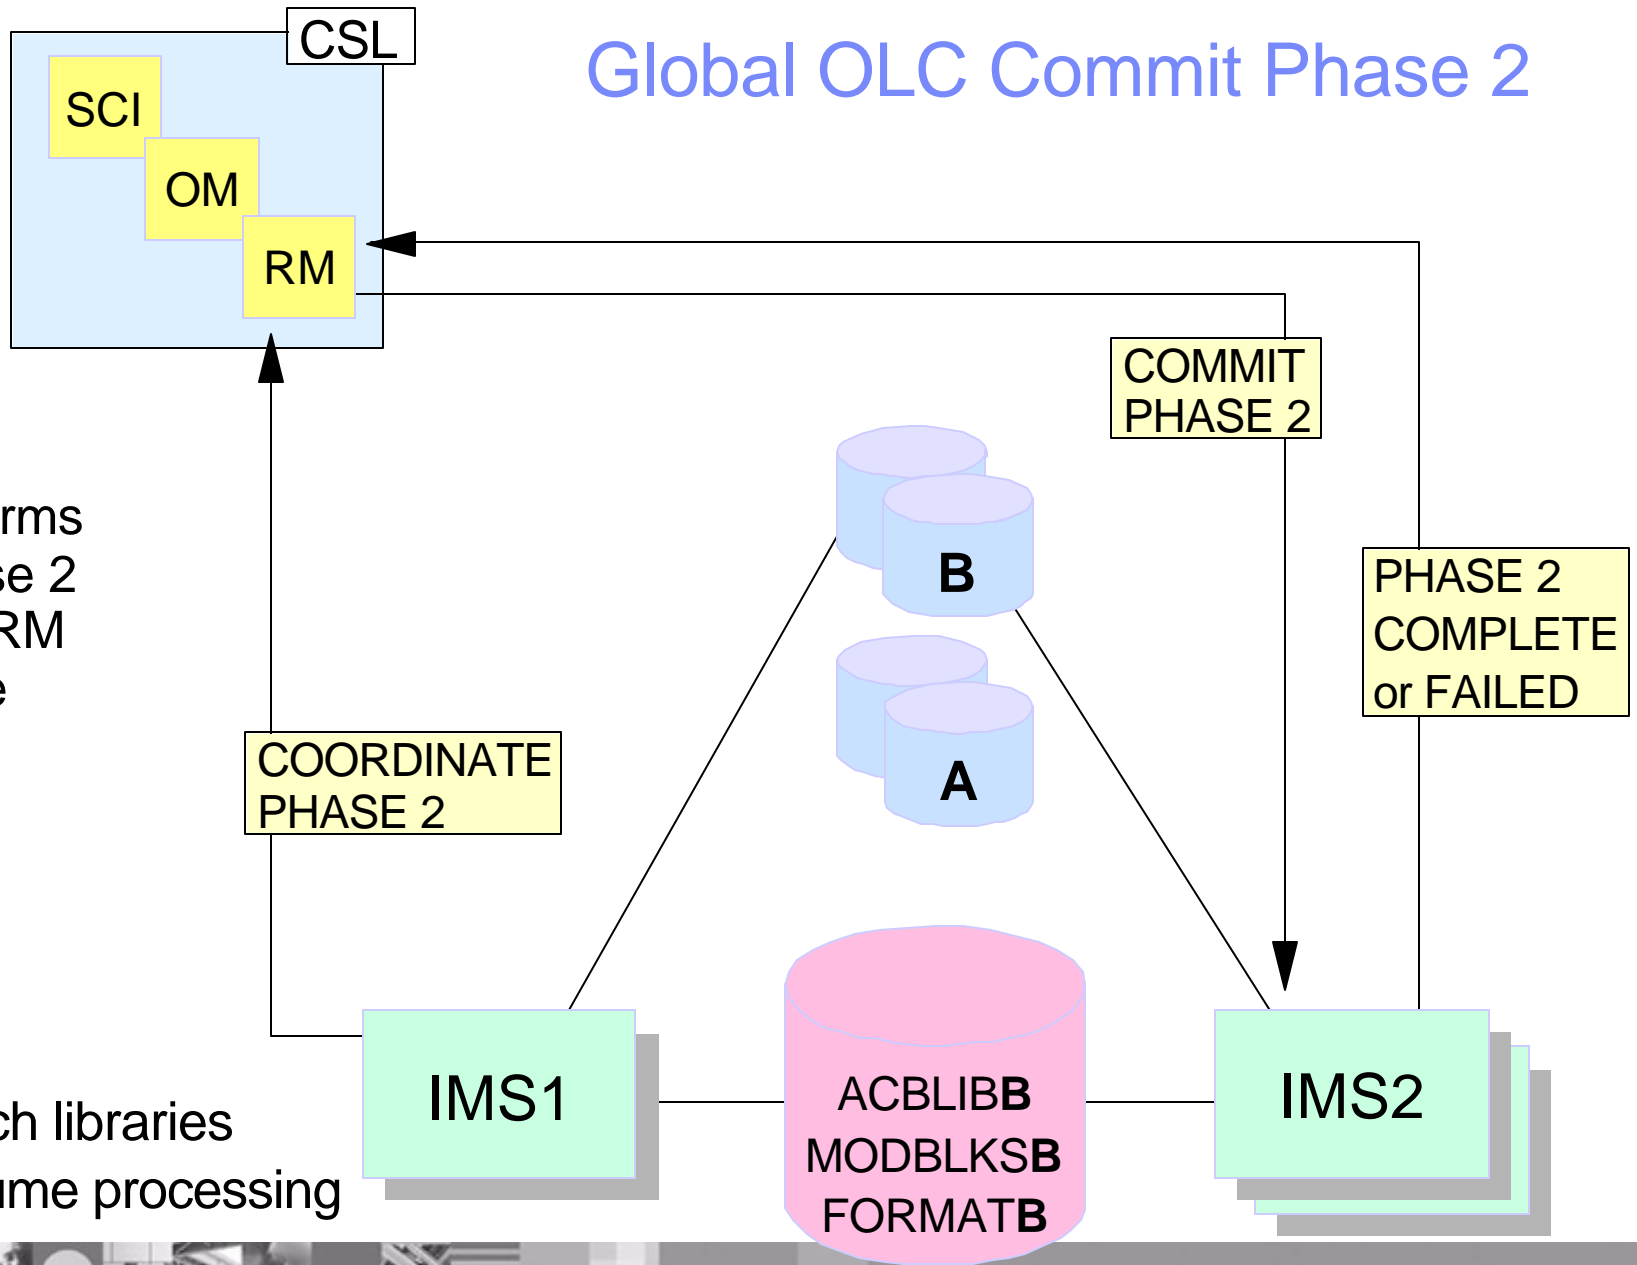 CSL
Global OLC Commit Phase 2
SCI
OM
RM
COMMIT
PHASE 2
rms
se 2
RM
e
B
PHASE 2
COMPLETE
or FAILED
A
COORDINATE
PHASE 2
IMS1
ACBLIBB
MODBLKSB
FORMATB
IMS2
ch libraries
ume processing